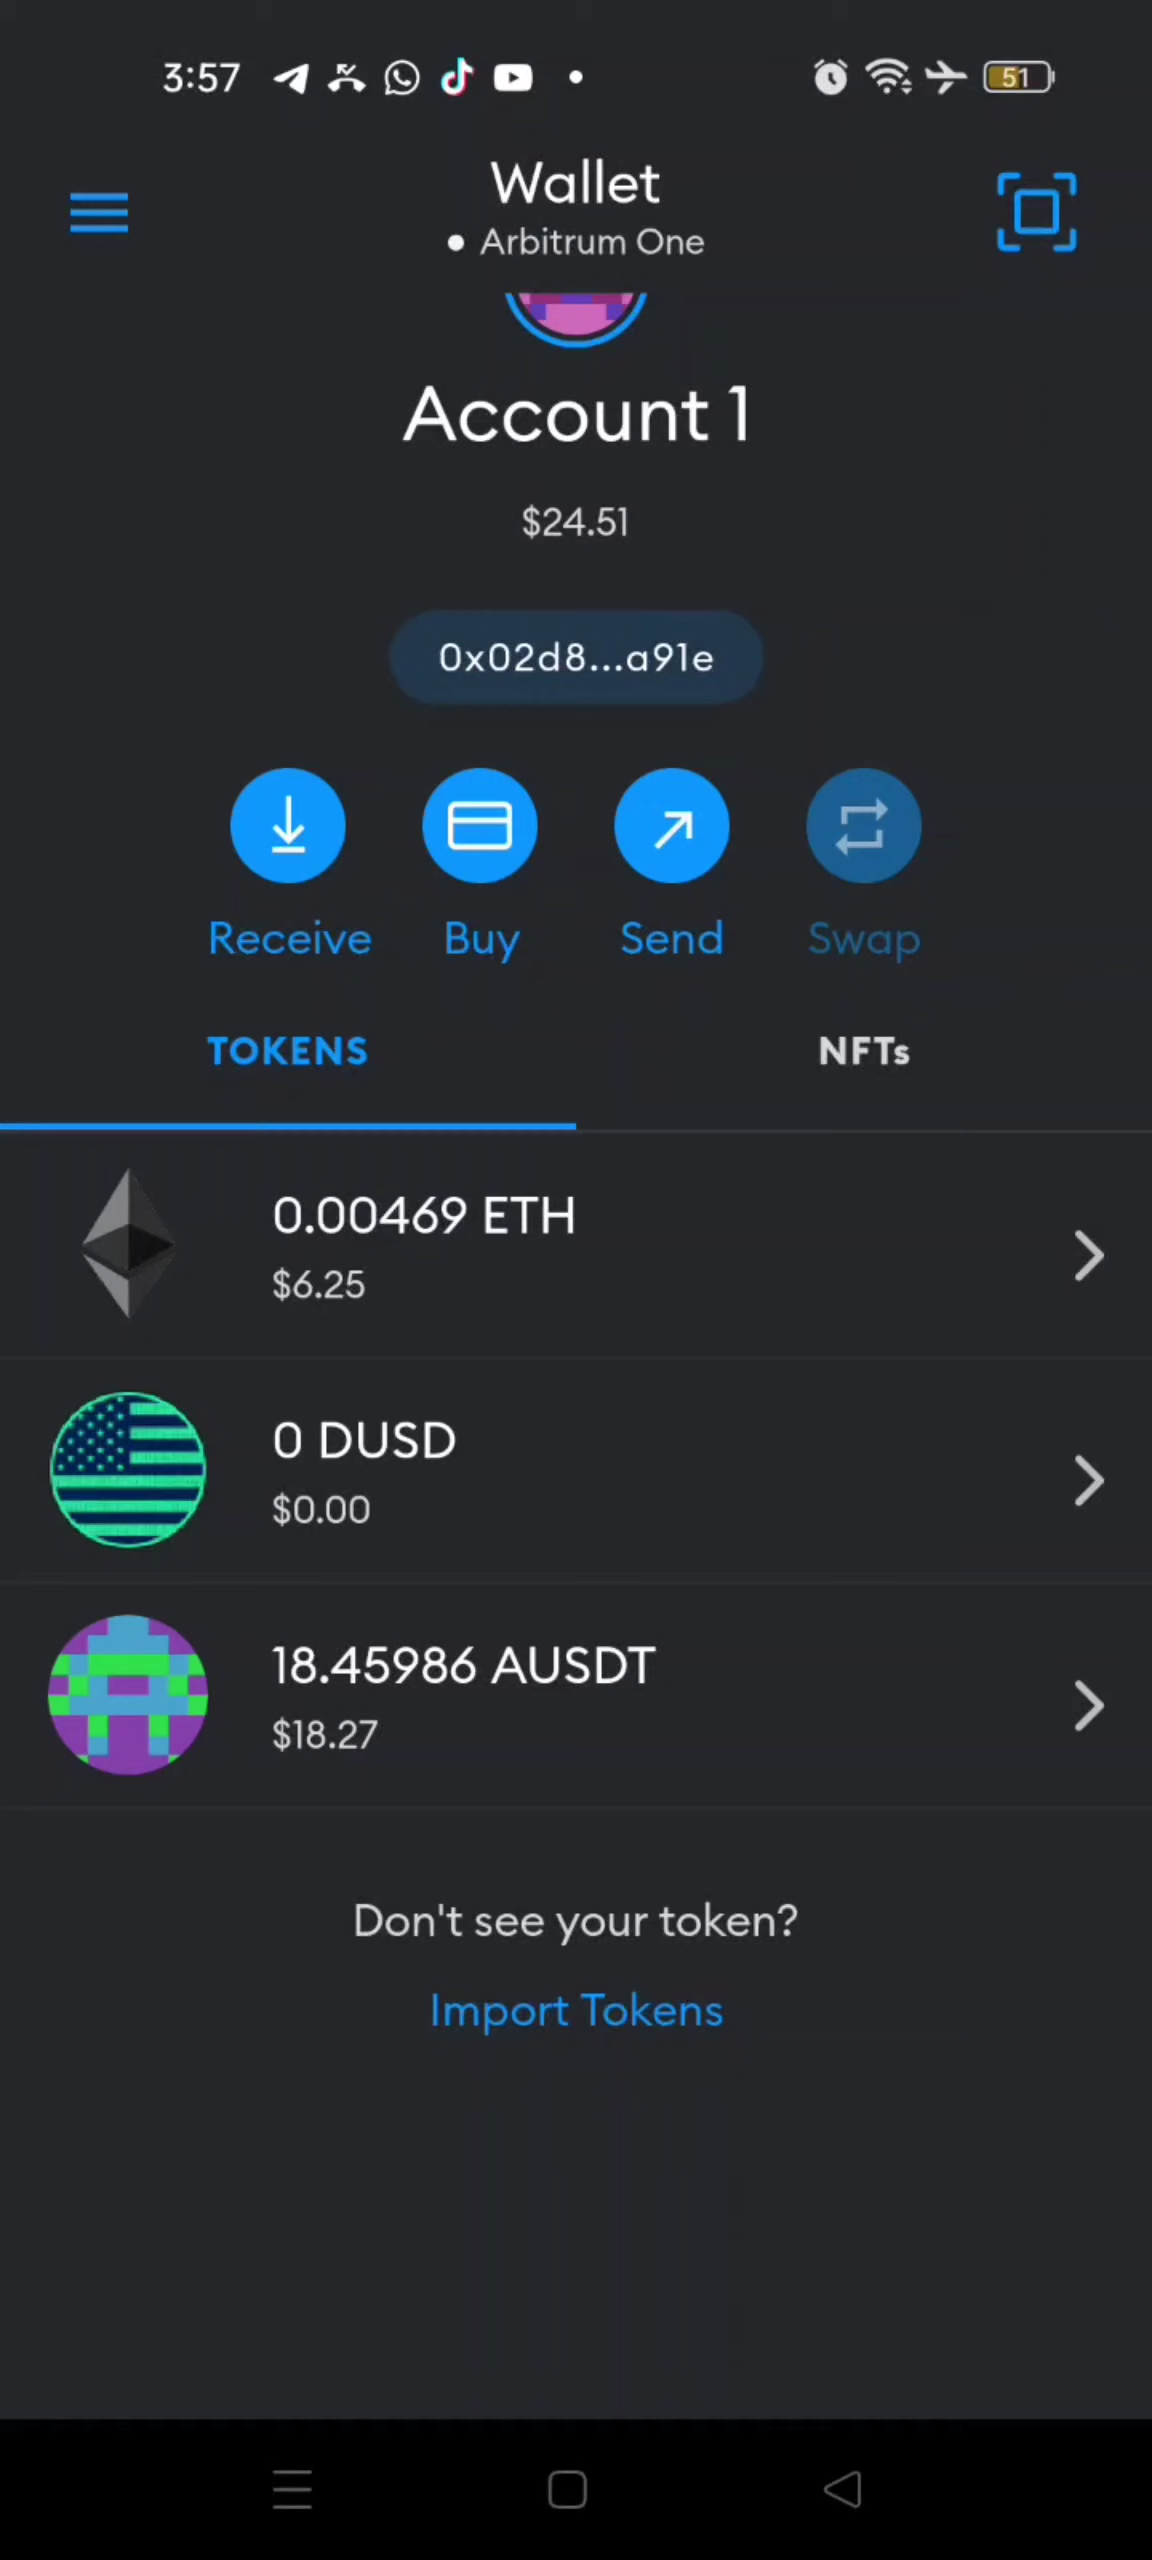 3:57
51
Wallet
Arbitrum One
Account 1
$24.51
0x02d8...a91e
Receive Buy Send Swap
TOKENS NFTs
0.00469 ETH
$6.25
0 DUSD
$0.00
18.45986 AUSDT
$18.27
Don't see your token?
Import Tokens